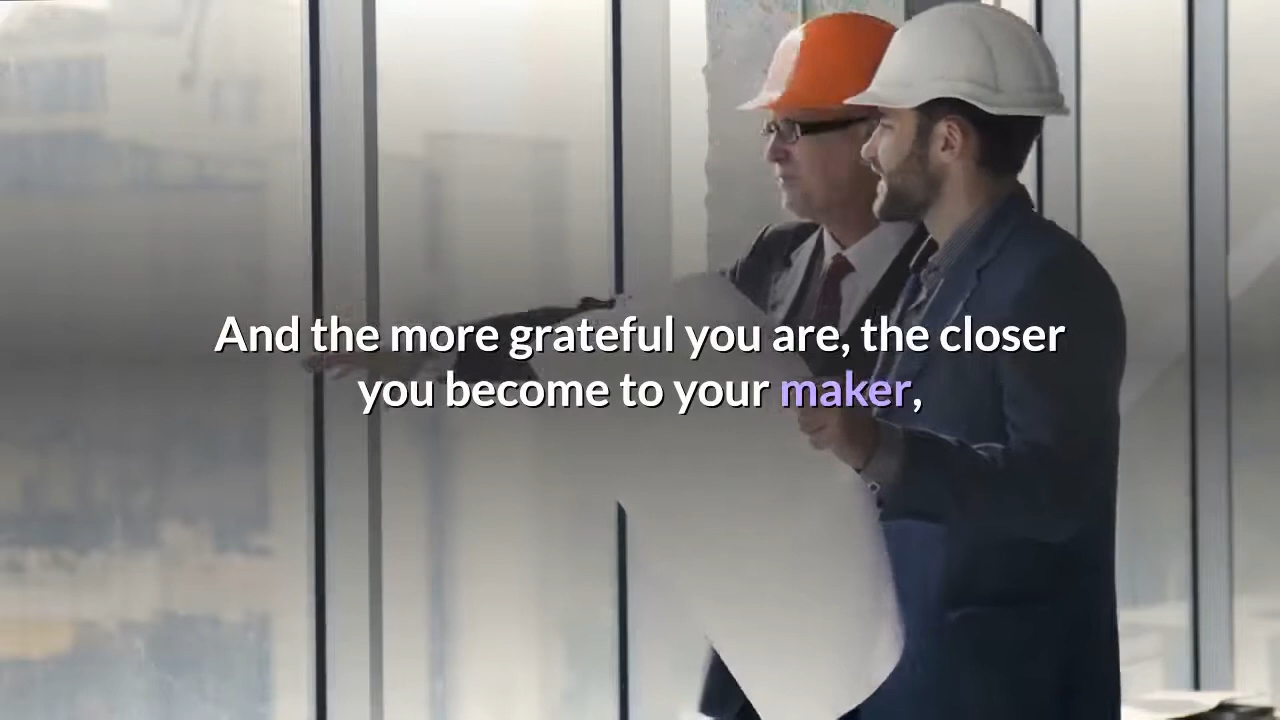 And the more grateful you are, the closer
you become to your maker,